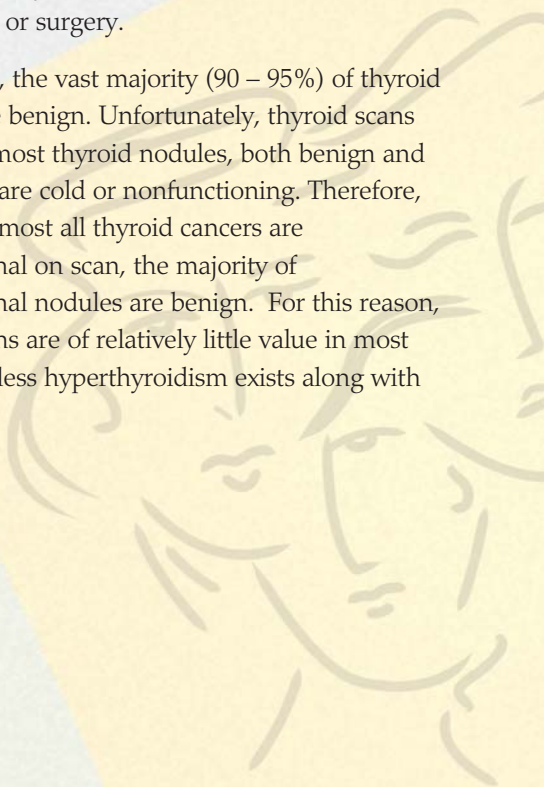 or surgery.
, the vast majority (90 – 95%) of thyroid
benign. Unfortunately, thyroid scans
most thyroid nodules, both benign and
are cold or nonfunctioning. Therefore,
most all thyroid cancers are
nal on scan, the majority of
nal nodules are benign. For this reason,
ns are of relatively little value in most
less hyperthyroidism exists along with